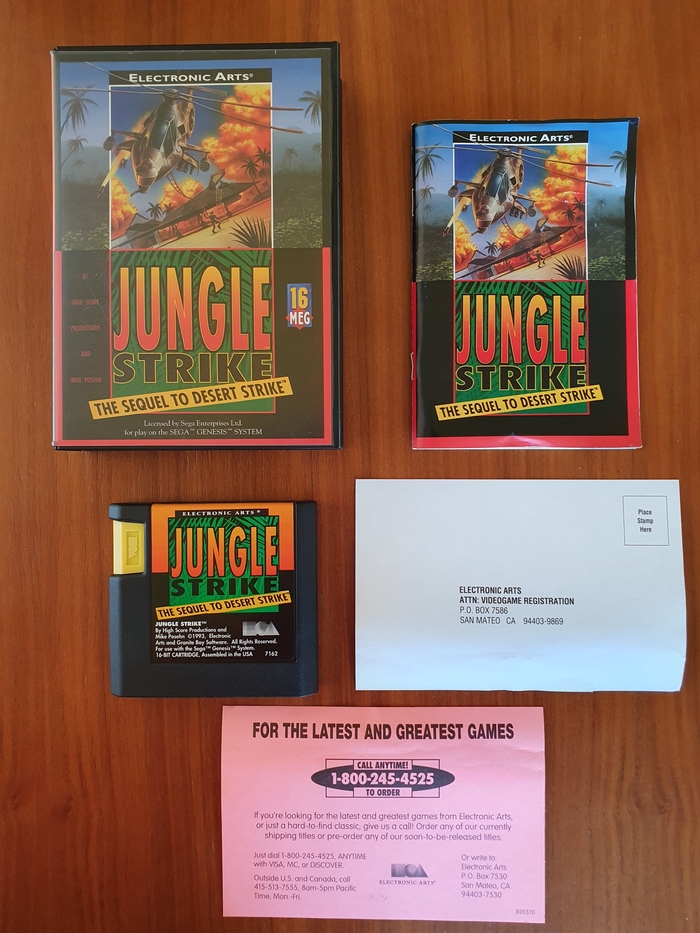 ELECTRONIC ARTS®
BY
HIGH SCORE
PRODUCTIONS
AND
MIKE POSEHN
JUNGLE
STRIKE
16
MEG
THE SEQUEL TO DESERT STRIKE™
Licensed by Sega Enterprises Ltd.
for play on the SEGA™ GENESIS™ SYSTEM
ELECTRONIC ARTS®
JUNGLE
STRIKE
THE SEQUEL TO DESERT STRIKE™
ELECTRONIC ARTS®
JUNGLE
STRIKE
THE SEQUEL TO DESERT STRIKE™
JUNGLE STRIKE™
By High Score Productions and
Mike Posehn ©1993, Electronic
Arts and Granite Bay Software. All Rights Reserved.
For use with the Sega™ Genesis™ System.
16-BIT CARTRIDGE, Assembled in the USA 7162
Place
Stamp
Here
ELECTRONIC ARTS
ATTN: VIDEOGAME REGISTRATION
P.O. BOX 7586
SAN MATEO CA 94403-9869
FOR THE LATEST AND GREATEST GAMES
CALL ANYTIME!
1-800-245-4525
TO ORDER
If you're looking for the latest and greatest games from Electronic Arts,
or just a hard-to-find classic, give us a call! Order any of our currently
shipping titles or pre-order any of our soon-to-be-released titles.
Just dial 1-800-245-4525, ANYTIME
with VISA, MC, or DISCOVER.
Outside U.S. and Canada, call
415-513-7555, 8am-5pm Pacific
Time, Mon.-Fri.
ELECTRONIC ARTS®
Or write to:
Electronic Arts
P.O. Box 7530
San Mateo, CA
94403-7530
820370